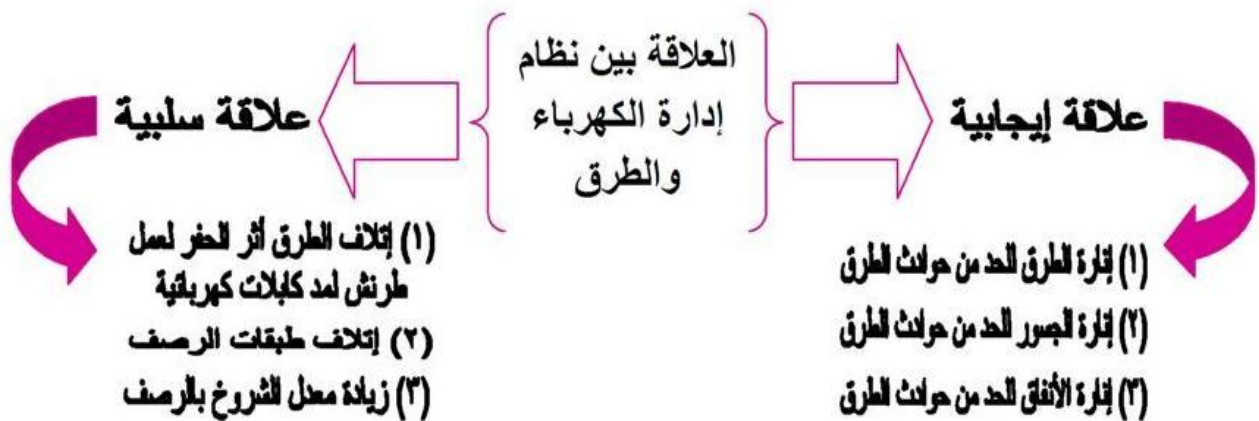 العلاقة بين نظام
إدارة الكهرباء
والطرق
علاقة إيجابية
(١) إنارة الطرق للحد من حوادث الطرق
(٢) إنارة الجسور للحد من حوادث الطرق
(٣) إنارة الأنفاق للحد من حوادث الطرق
علاقة سلبية
(١) إتلاف الطرق أثر الحفر لعمل
طرنش لمد كابلات كهربائية
(٢) إتلاف طبقات الرصف
(٣) زيادة معدل الشروخ بالرصف